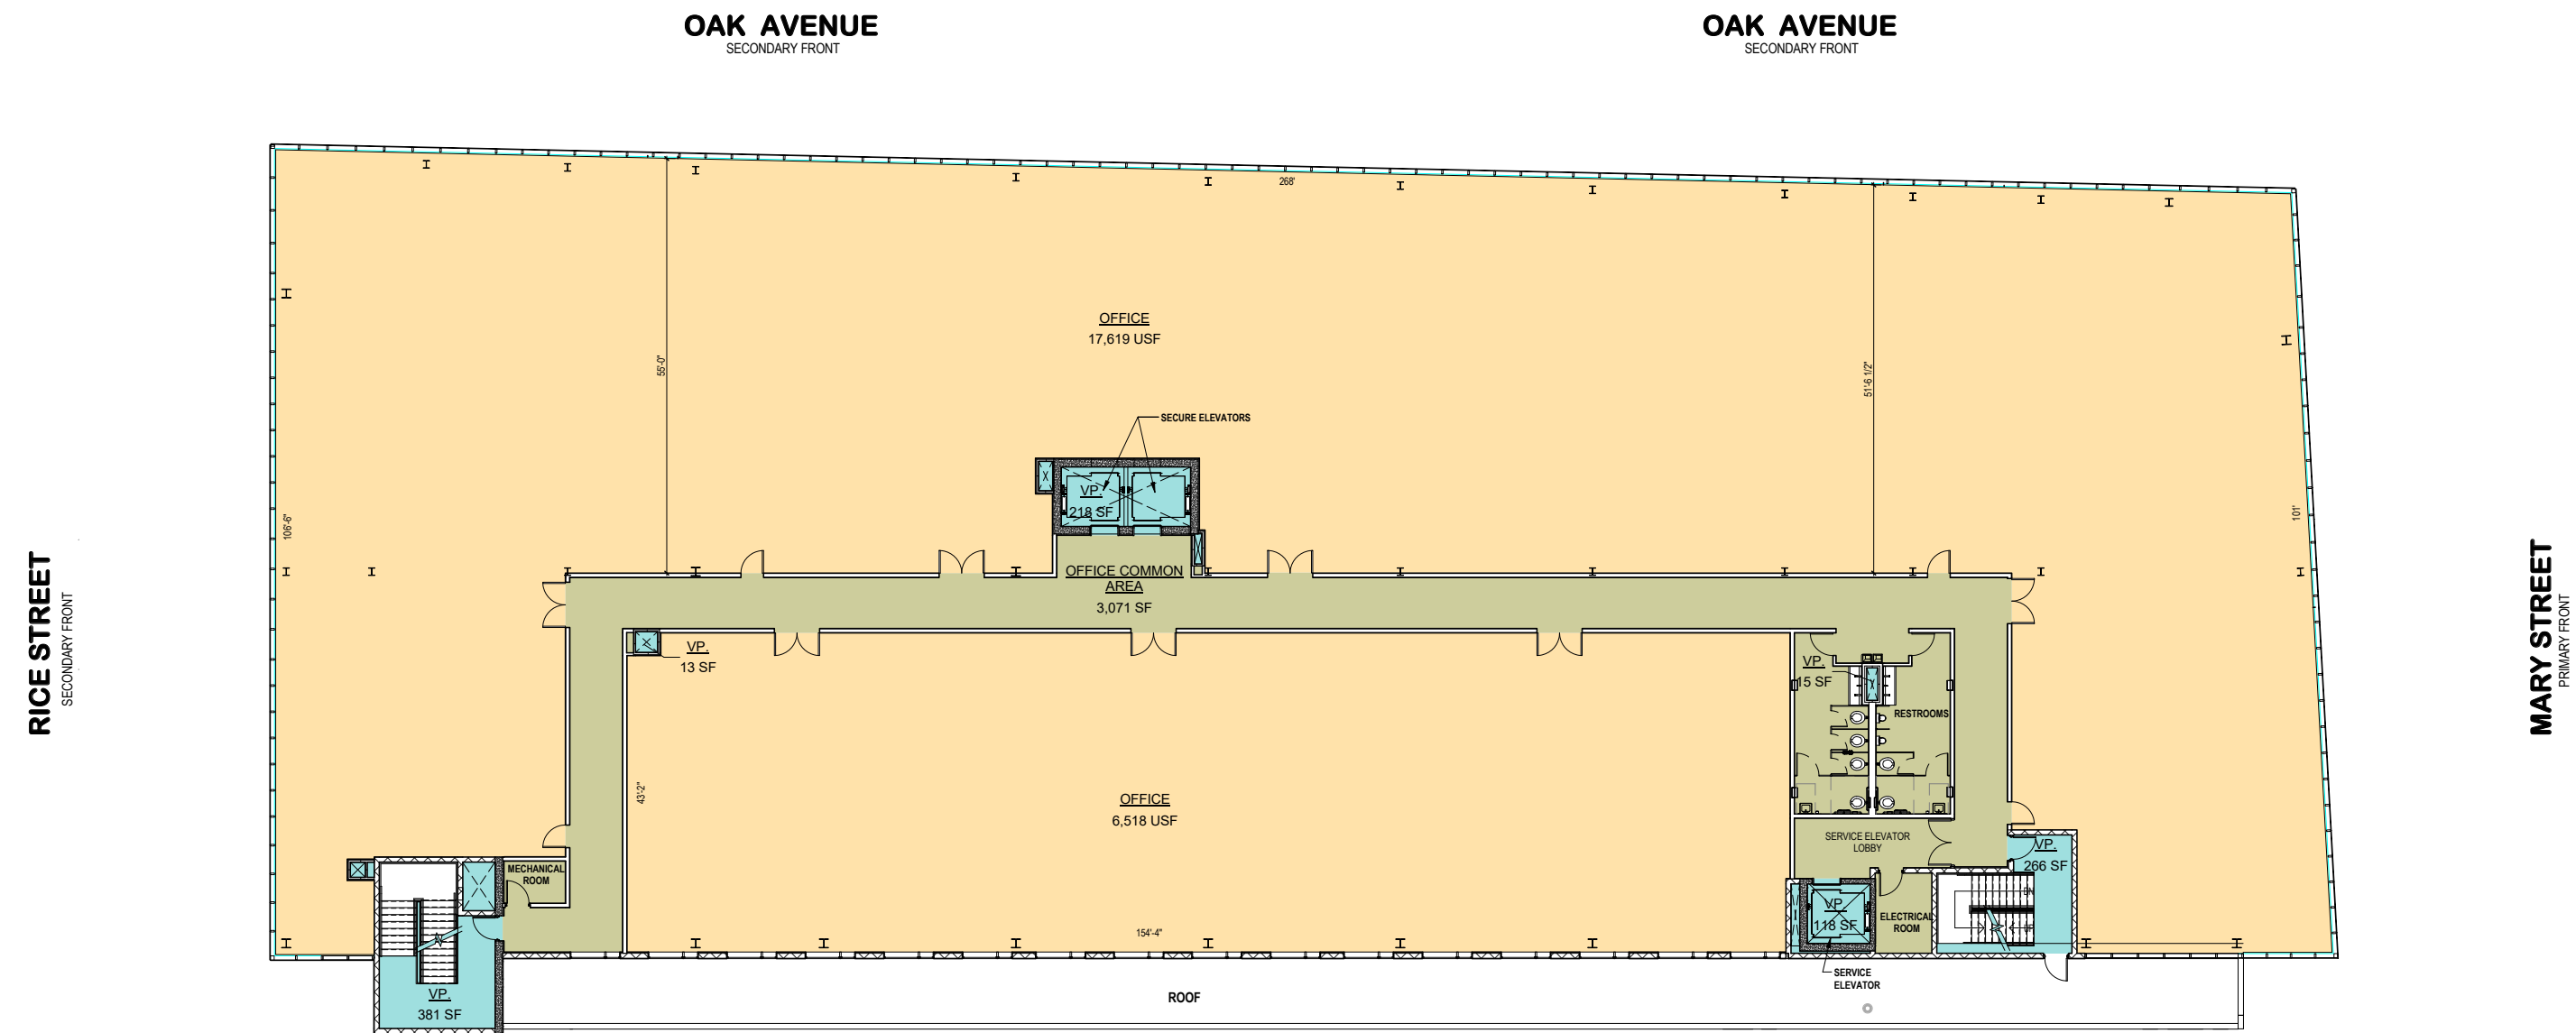 OAK AVENUE
SECONDARY FRONT
OAK AVENUE
SECONDARY FRONT
268'
OFFICE
17,619 USF
55'-0"
51'-6 1/2"
SECURE ELEVATORS
VP.
218 SF
106'-6"
101'
RICE STREET
SECONDARY FRONT
MARY STREET
PRIMARY FRONT
OFFICE COMMON
AREA
3,071 SF
VP.
13 SF
VP.
15 SF
RESTROOMS
43'-2"
OFFICE
6,518 USF
SERVICE ELEVATOR
LOBBY
VP.
266 SF
MECHANICAL
ROOM
DN
UP
VP.
118 SF
ELECTRICAL
ROOM
154'-4"
SERVICE
ELEVATOR
VP.
381 SF
ROOF